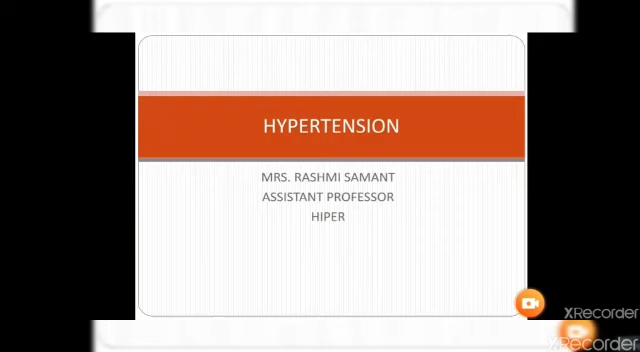 HYPERTENSION
MRS. RASHMI SAMANT
ASSISTANT PROFESSOR
HIPER
XRecorder
XRecorder